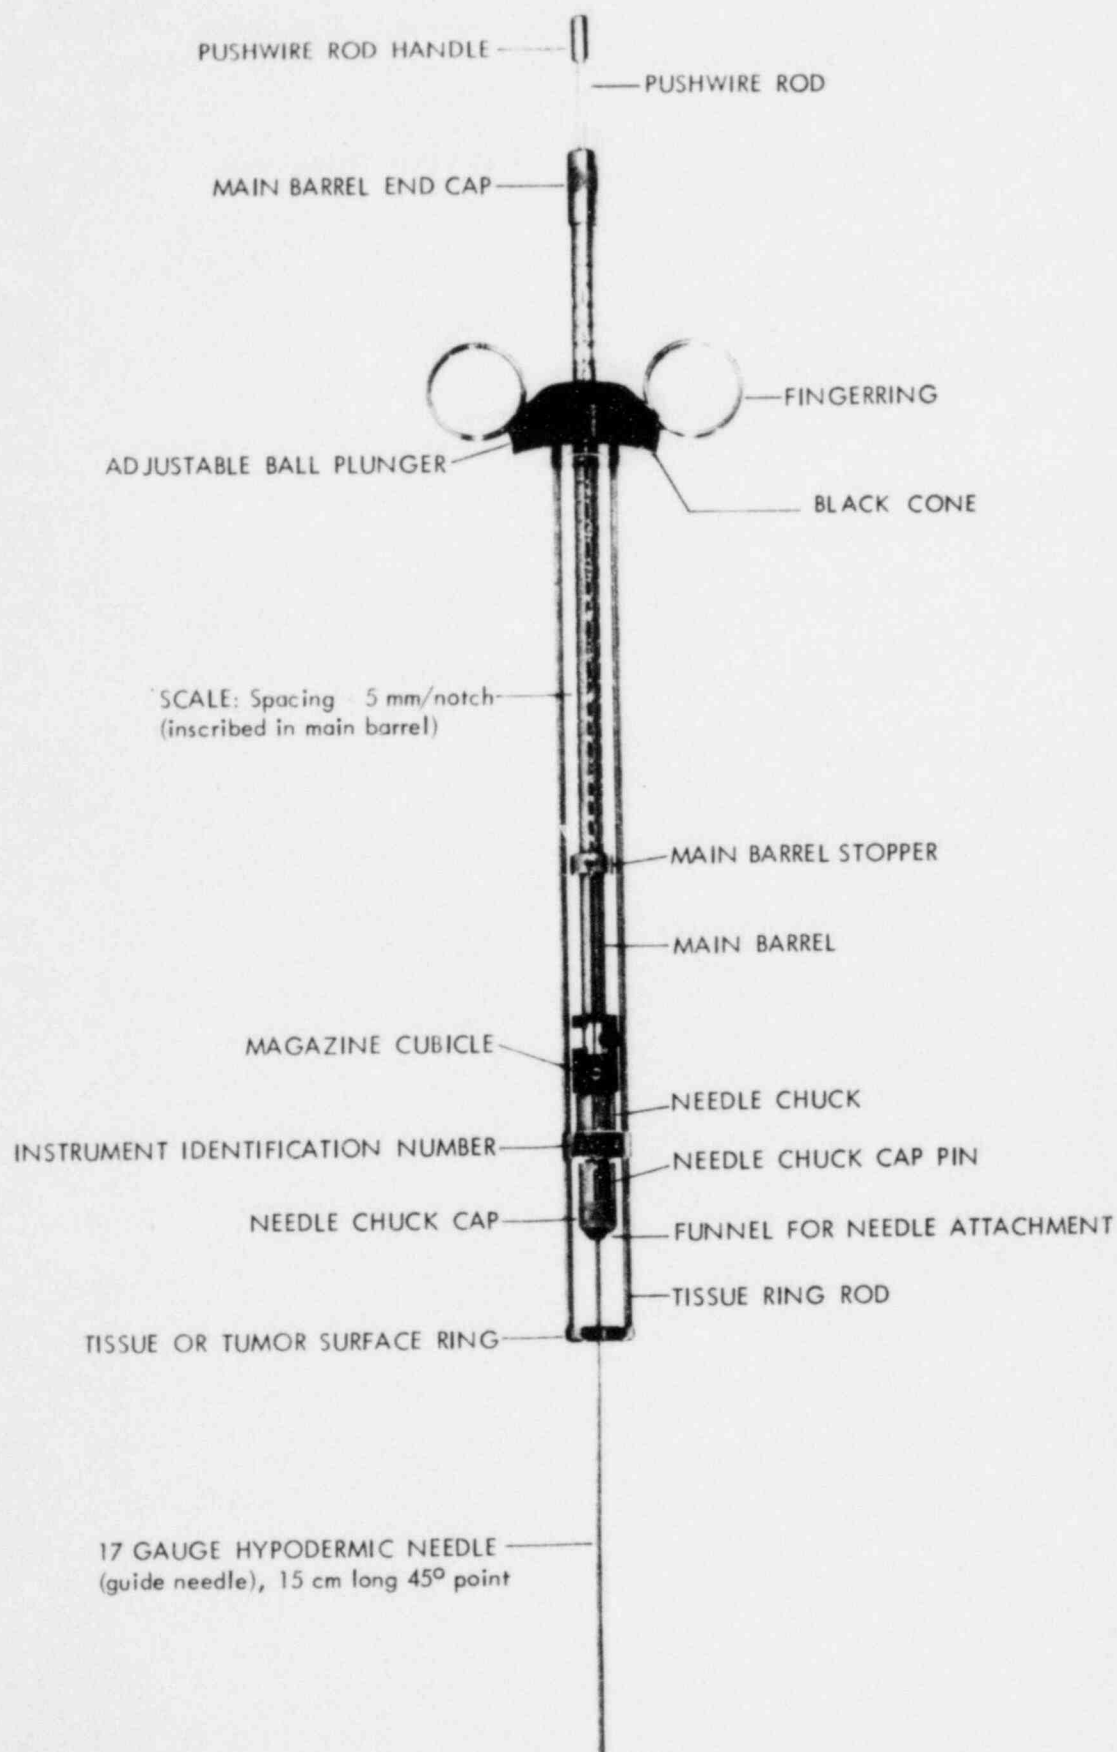 PUSHWIRE ROD HANDLE
PUSHWIRE ROD
MAIN BARREL END CAP
FINGERRING
ADJUSTABLE BALL PLUNGER
BLACK CONE
SCALE: Spacing 5 mm/notch
(inscribed in main barrel)
MAIN BARREL STOPPER
MAIN BARREL
MAGAZINE CUBICLE
NEEDLE CHUCK
INSTRUMENT IDENTIFICATION NUMBER
NEEDLE CHUCK CAP PIN
NEEDLE CHUCK CAP
FUNNEL FOR NEEDLE ATTACHMENT
TISSUE RING ROD
TISSUE OR TUMOR SURFACE RING
17 GAUGE HYPODERMIC NEEDLE
(guide needle), 15 cm long 45° point